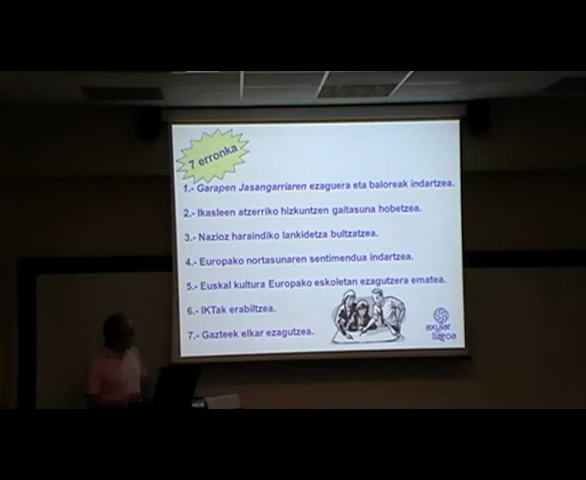 7 erronka
1.- Garapen Jasangarriaren ezaguera eta baloreak indartzea.
2.- Ikasleen atzerriko hizkuntzen gaitasuna hobetzea.
3.- Nazioz haraindiko lankidetza bultzatzea.
4.- Europako nortasunaren sentimendua indartzea.
5.- Euskal kultura Europako eskoletan ezagutzera ematea.
6.- IKTak erabiltzea.
7.- Gazteek elkar ezagutzea.
axular
lizeoa